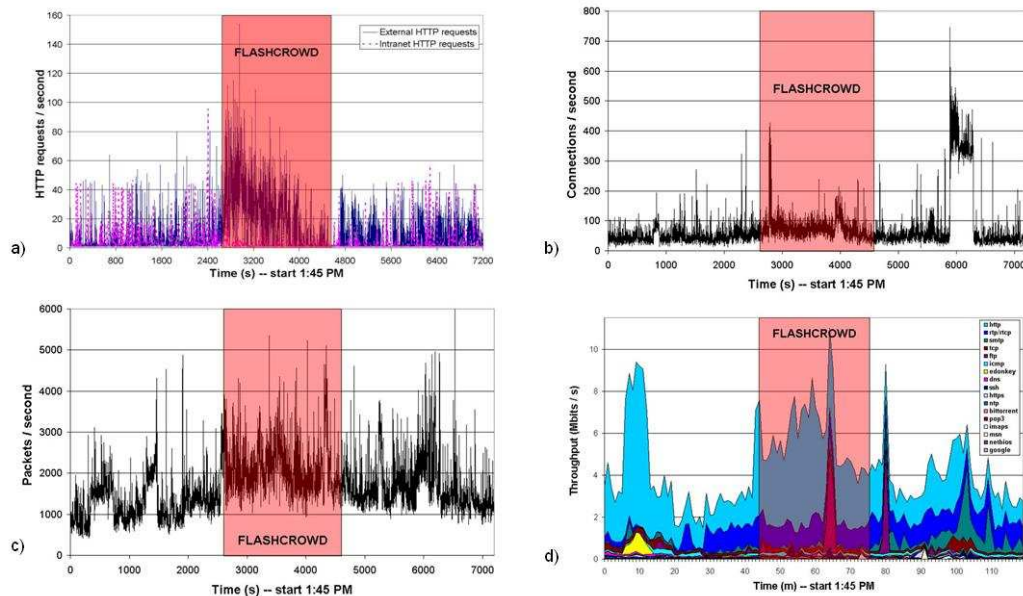 a)
HTTP requests / second
160
140
120
100
80
60
40
20
0
FLASHCROWD
External HTTP requests
Intranet HTTP requests
0 800 1600 2400 3200 4000 4800 5600 6400 7200
Time (s) -- start 1:45 PM
b)
Connections / second
800
700
600
500
400
300
200
100
0
FLASHCROWD
0 1000 2000 3000 4000 5000 6000 7000
Time (s) -- start 1:45 PM
c)
Packets / second
6000
5000
4000
3000
2000
1000
0
FLASHCROWD
0 1000 2000 3000 4000 5000 6000 7000
Time (s) -- start 1:45 PM
d)
Throughput (Mbits / s)
10
8
6
4
2
0
FLASHCROWD
http
rtp/rtcp
smtp
tcp
ftp
icmp
edonkey
dns
ssh
https
ntp
bittorrent
pop3
imaps
msn
netbios
google
0 10 20 30 40 50 60 70 80 90 100 110
Time (m) -- start 1:45 PM